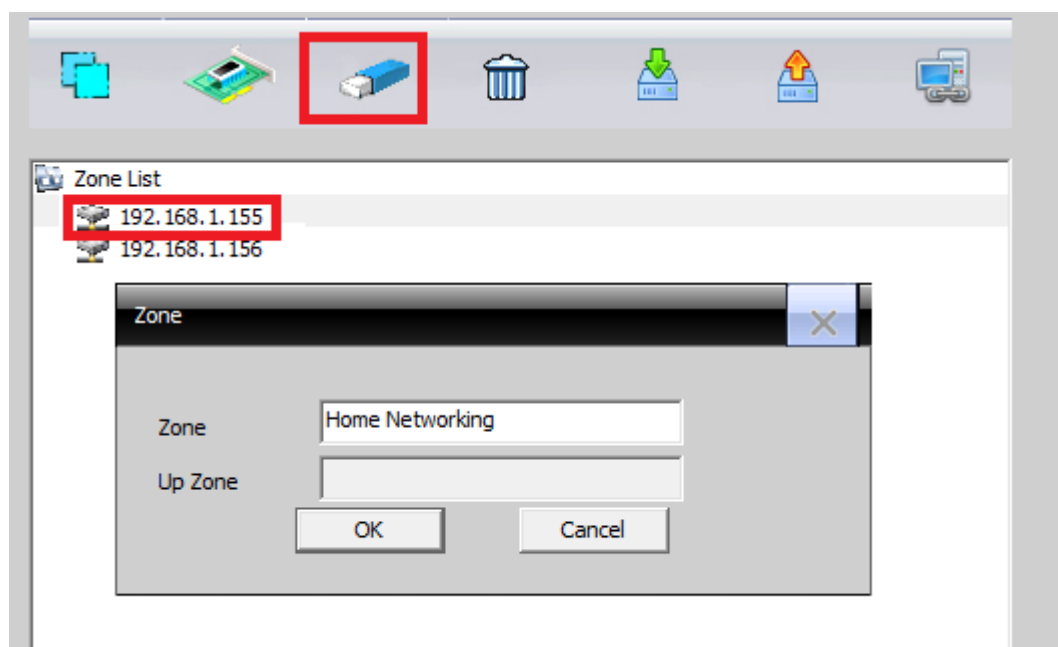 Zone List
192.168.1.155
192.168.1.156
Zone
Zone Home Networking
Up Zone
OK Cancel